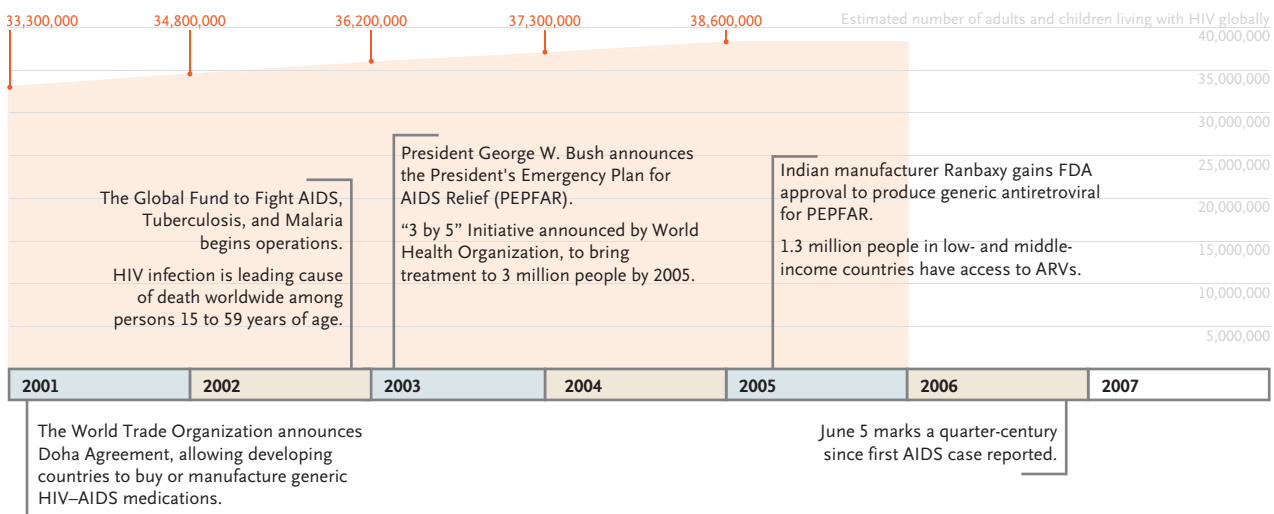 33,300,000
34,800,000
36,200,000
37,300,000
38,600,000
Estimated number of adults and children living with HIV globally
40,000,000
35,000,000
30,000,000
25,000,000
20,000,000
15,000,000
10,000,000
5,000,000
The Global Fund to Fight AIDS,
Tuberculosis, and Malaria
begins operations.
HIV infection is leading cause
of death worldwide among
persons 15 to 59 years of age.
President George W. Bush announces
the President's Emergency Plan for
AIDS Relief (PEPFAR).
“3 by 5” Initiative announced by World
Health Organization, to bring
treatment to 3 million people by 2005.
Indian manufacturer Ranbaxy gains FDA
approval to produce generic antiretroviral
for PEPFAR.
1.3 million people in low- and middle-
income countries have access to ARVs.
2001
2002
2003
2004
2005
2006
2007
The World Trade Organization announces
Doha Agreement, allowing developing
countries to buy or manufacture generic
HIV–AIDS medications.
June 5 marks a quarter-century
since first AIDS case reported.